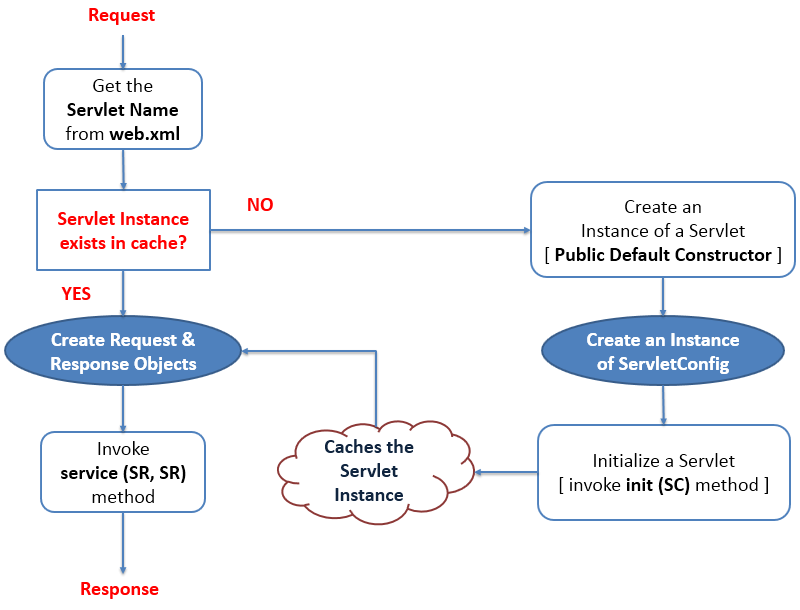 Request
Get the
Servlet Name
from web.xml
Servlet Instance
exists in cache?
NO
YES
Create an
Instance of a Servlet
[ Public Default Constructor ]
Create Request &
Response Objects
Create an Instance
of ServletConfig
Invoke
service (SR, SR)
method
Caches the
Servlet
Instance
Initialize a Servlet
[ invoke init (SC) method ]
Response